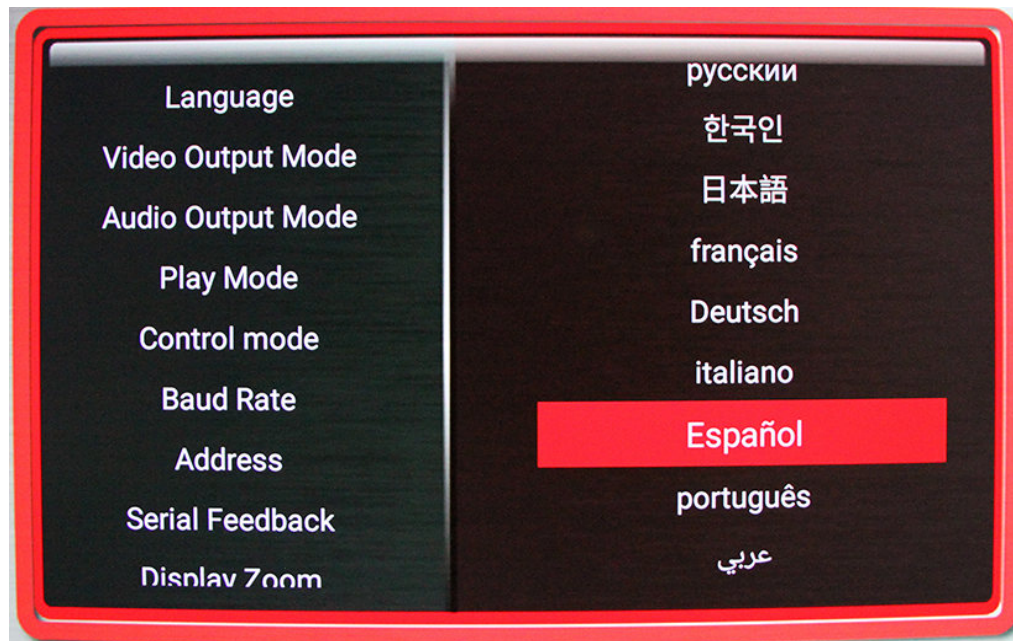 Language
Video Output Mode
Audio Output Mode
Play Mode
Control mode
Baud Rate
Address
Serial Feedback
Display Zoom
русский
한국인
日本語
français
Deutsch
italiano
Español
português
عربي